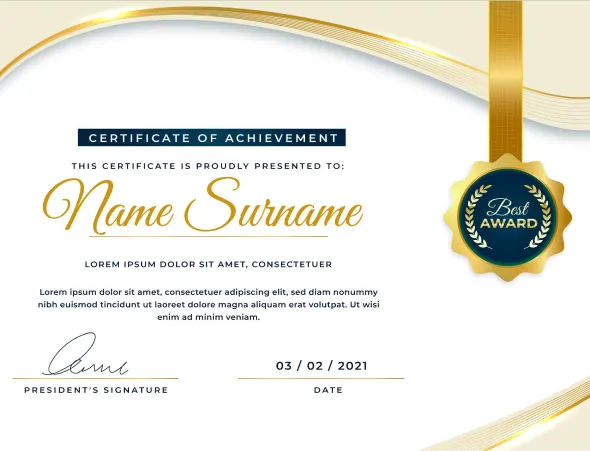 CERTIFICATE OF ACHIEVEMENT
THIS CERTIFICATE IS PROUDLY PRESENTED TO:
Name Surname
Best
AWARD
LOREM IPSUM DOLOR SIT AMET, CONSECTETUER
Lorem ipsum dolor sit amet, consectetuer adipiscing elit, sed diam nonummy
nibh euismod tincidunt ut laoreet dolore magna aliquam erat volutpat. Ut wisi
enim ad minim veniam.
03 / 02 / 2021
PRESIDENT'S SIGNATURE
DATE